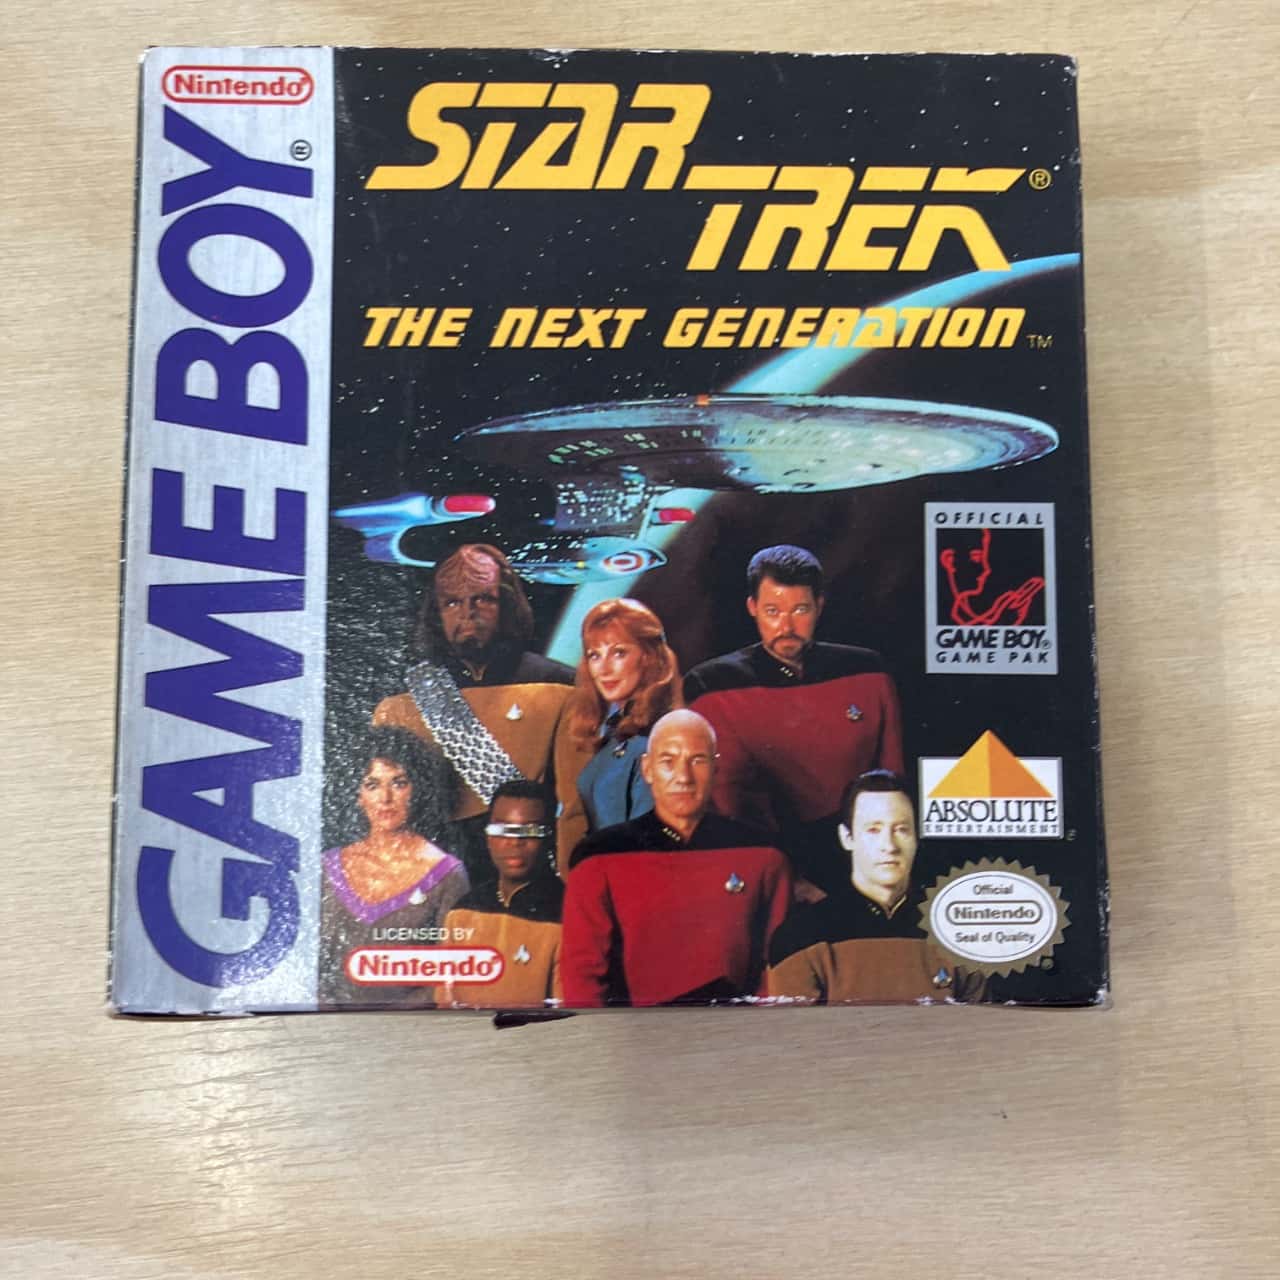 Nintendo®
GAME BOY®
STAR
TREK®
THE NEXT GENERATION™
OFFICIAL
GAME BOY®
GAME PAK
ABSOLUTE
ENTERTAINMENT
Official
Nintendo
Seal of Quality
LICENSED BY
Nintendo®